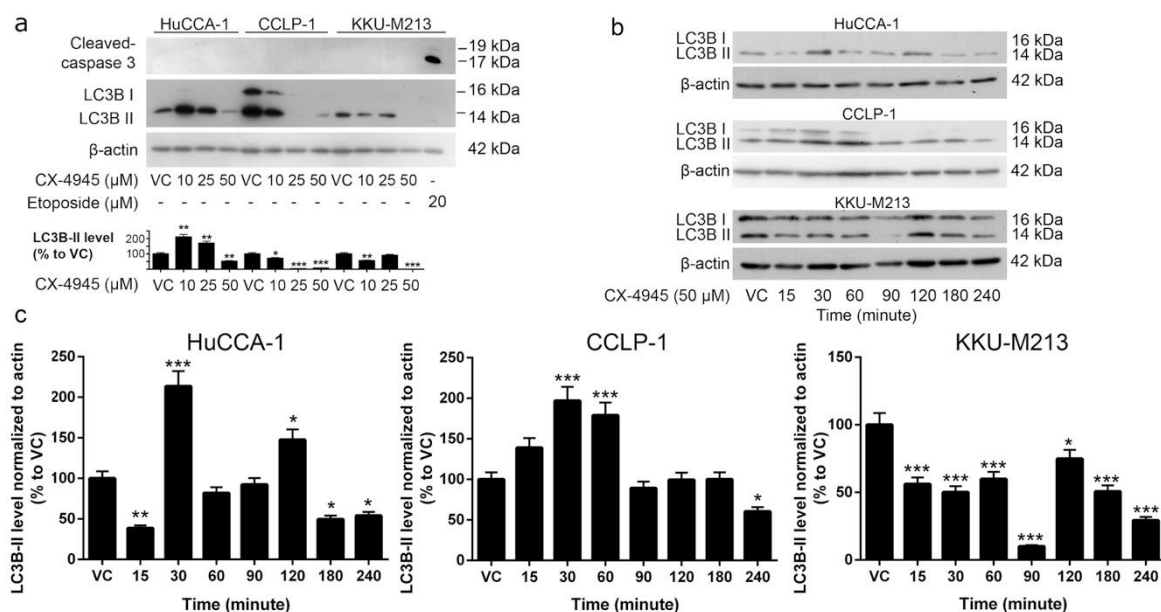 a
HuCCA-1 CCLP-1 KKU-M213
Cleaved-
caspase 3
19 kDa
17 kDa
LC3B I
16 kDa
LC3B II
14 kDa
β-actin
42 kDa
CX-4945 (μM) VC 10 25 50 VC 10 25 50 VC 10 25 50 -
Etoposide (μM) - - - - - - - - - - - - 20
LC3B-II level
(% to VC)
200
100
** ** ** * *** *** ** ***
CX-4945 (μM) VC 10 25 50 VC 10 25 50 VC 10 25 50
b
HuCCA-1
LC3B I 16 kDa
LC3B II 14 kDa
β-actin 42 kDa
CCLP-1
LC3B I 16 kDa
LC3B II 14 kDa
β-actin 42 kDa
KKU-M213
LC3B I 16 kDa
LC3B II 14 kDa
β-actin 42 kDa
CX-4945 (50 μM) VC 15 30 60 90 120 180 240
Time (minute)
c
HuCCA-1
LC3B-II level normalized to actin
(% to VC)
250
200
150
100
50
0
** *** * * *
VC 15 30 60 90 120 180 240
Time (minute)
CCLP-1
LC3B-II level normalized to actin
(% to VC)
250
200
150
100
50
0
*** *** *
VC 15 30 60 90 120 180 240
Time (minute)
KKU-M213
LC3B-II level normalized to actin
(% to VC)
150
100
50
0
*** *** *** *** * *** ***
VC 15 30 60 90 120 180 240
Time (minute)